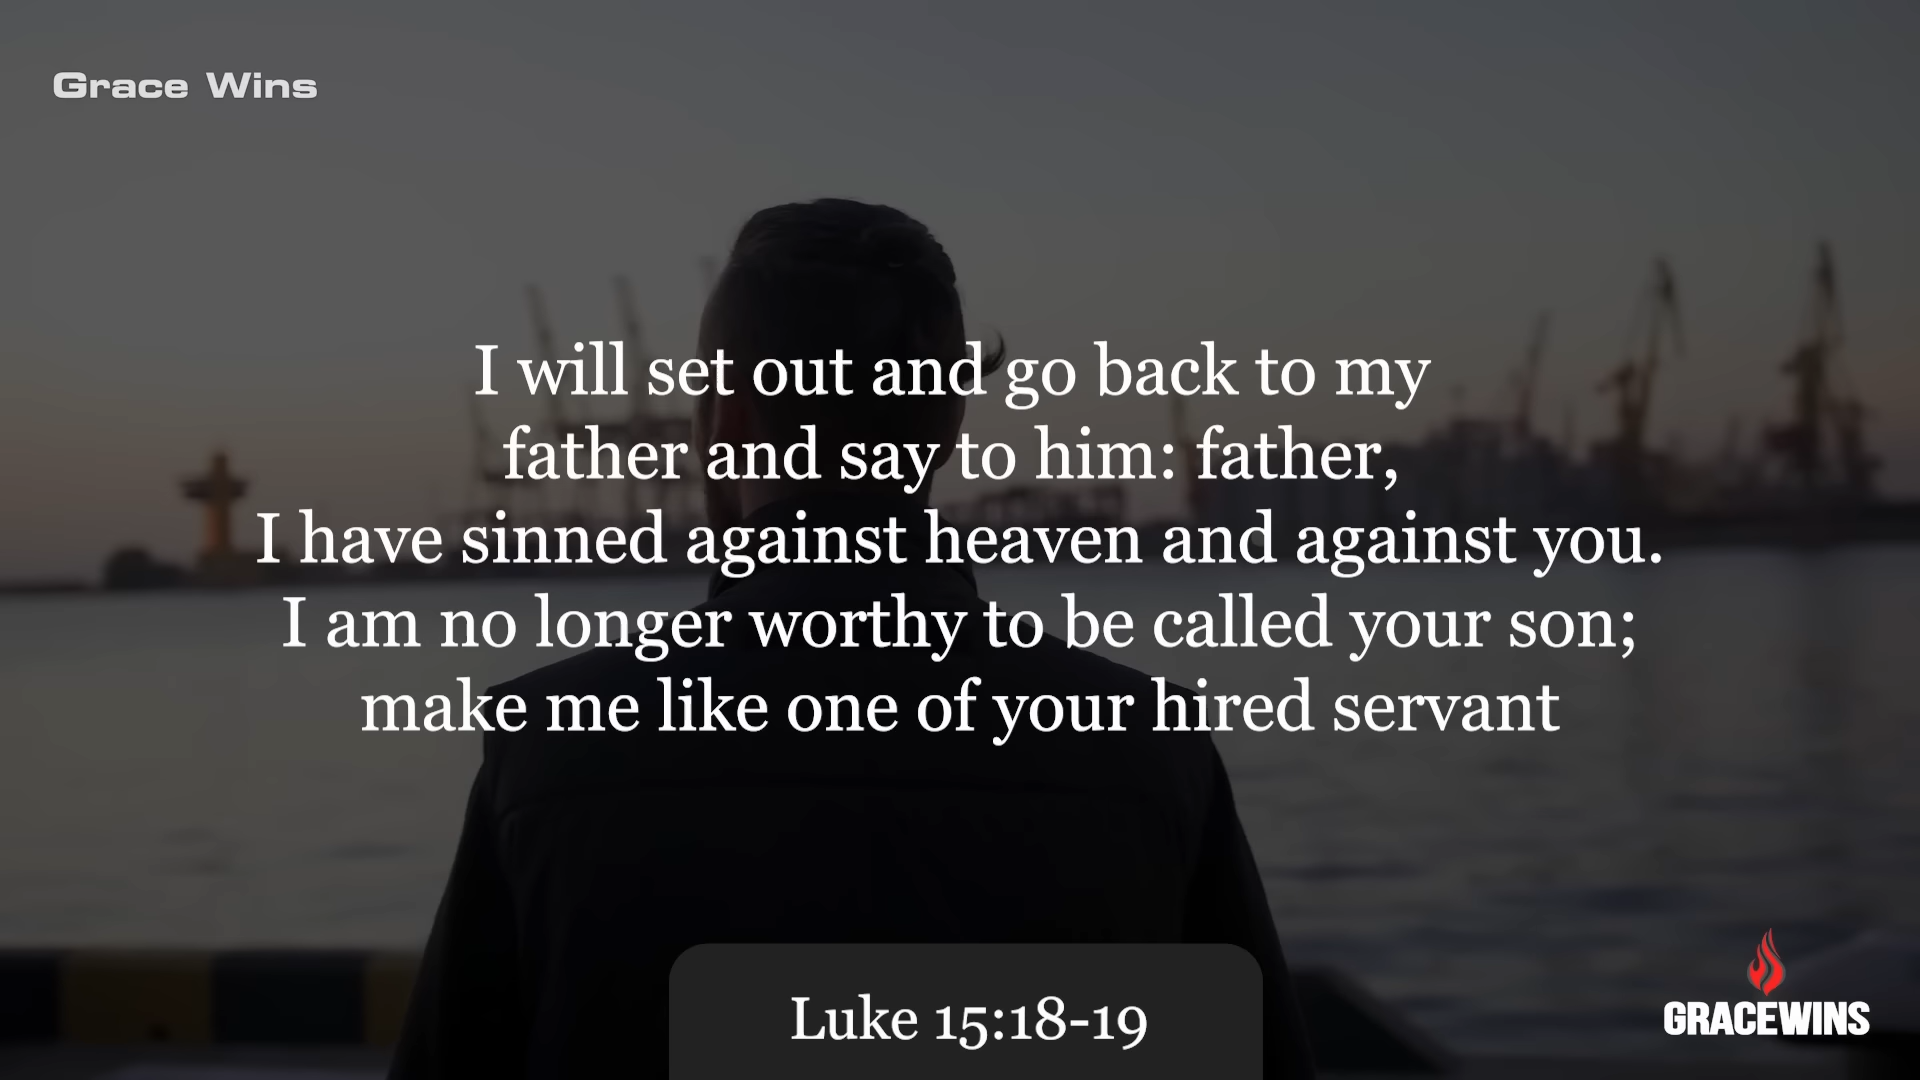 Grace Wins
I will set out and go back to my
father and say to him: father,
I have sinned against heaven and against you.
I am no longer worthy to be called your son;
make me like one of your hired servant
Luke 15:18-19
GRACEWINS